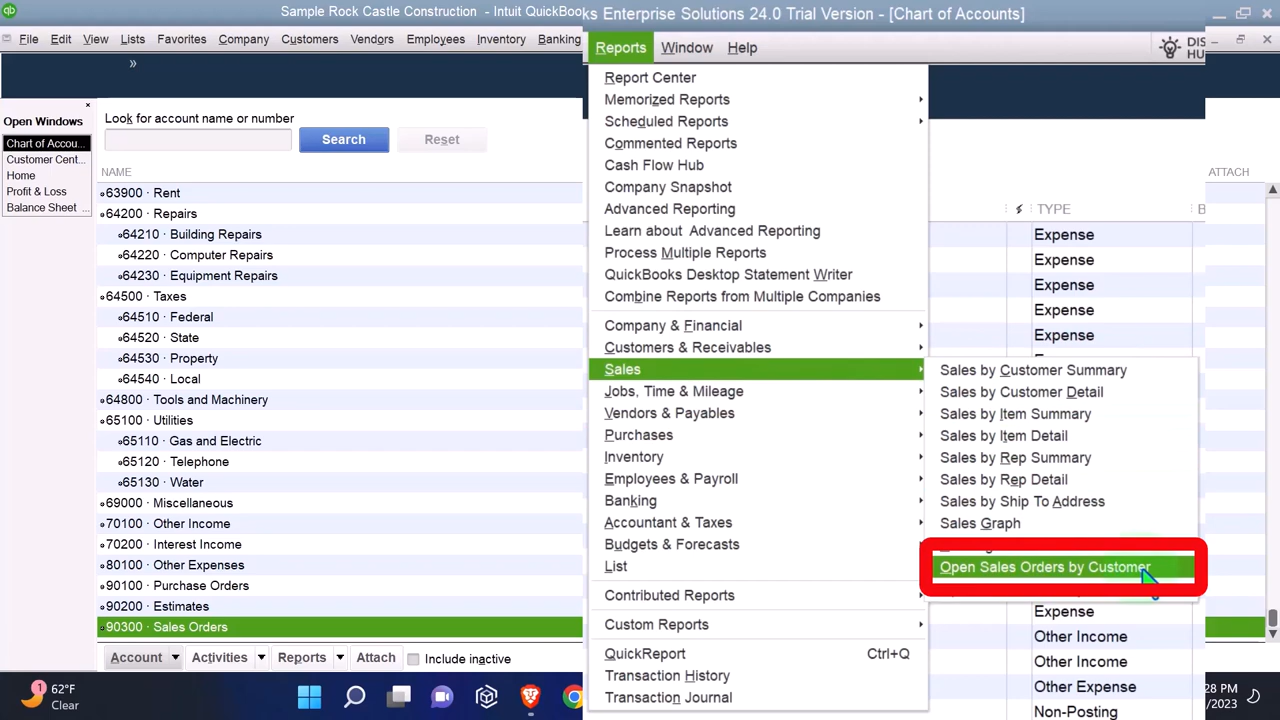 Sample Rock Castle Construction - Intuit QuickBoo
ks Enterprise Solutions 24.0 Trial Version - [Chart of Accounts]
File Edit View Lists Favorites Company Customers Vendors Employees Inventory Banking
Reports Window Help
DIS
HU
»
Open Windows
Chart of Accou...
Customer Cent...
Home
Profit & Loss
Balance Sheet ...
Look for account name or number
Search Reset
NAME
63900 · Rent
64200 · Repairs
64210 · Building Repairs
64220 · Computer Repairs
64230 · Equipment Repairs
64500 · Taxes
64510 · Federal
64520 · State
64530 · Property
64540 · Local
64800 · Tools and Machinery
65100 · Utilities
65110 · Gas and Electric
65120 · Telephone
65130 · Water
69000 · Miscellaneous
70100 · Other Income
70200 · Interest Income
80100 · Other Expenses
90100 · Purchase Orders
90200 · Estimates
90300 · Sales Orders
Account Activities Reports Attach Include inactive
Report Center
Memorized Reports
Scheduled Reports
Commented Reports
Cash Flow Hub
Company Snapshot
Advanced Reporting
Learn about Advanced Reporting
Process Multiple Reports
QuickBooks Desktop Statement Writer
Combine Reports from Multiple Companies
Company & Financial
Customers & Receivables
Sales
Jobs, Time & Mileage
Vendors & Payables
Purchases
Inventory
Employees & Payroll
Banking
Accountant & Taxes
Budgets & Forecasts
List
Contributed Reports
Custom Reports
QuickReport Ctrl+Q
Transaction History
Transaction Journal
Sales by Customer Summary
Sales by Customer Detail
Sales by Item Summary
Sales by Item Detail
Sales by Rep Summary
Sales by Rep Detail
Sales by Ship To Address
Sales Graph
Open Sales Orders by Customer
ATTACH
TYPE B
Expense
Expense
Expense
Expense
Expense
Expense
Other Income
Other Income
Other Expense
Non-Posting
62°F
Clear
:28 PM
/2023